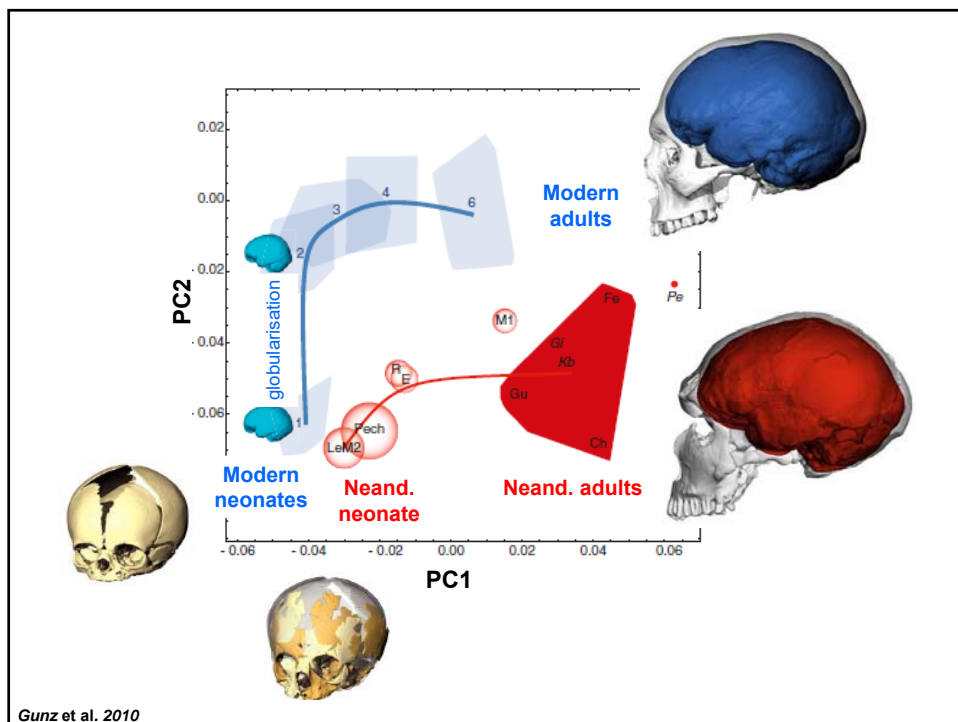 0.02
0.00
0.02
0.04
0.06
PC2
globularisation
1
2
3
4
6
Modern
adults
Pe
Fe
M1
Gi
Kb
R
E
Gu
Pech
LeM2
Ch
Modern
neonates
Neand.
neonate
Neand. adults
- 0.06
- 0.04
- 0.02
0.00
0.02
0.04
0.06
PC1
Gunz et al. 2010